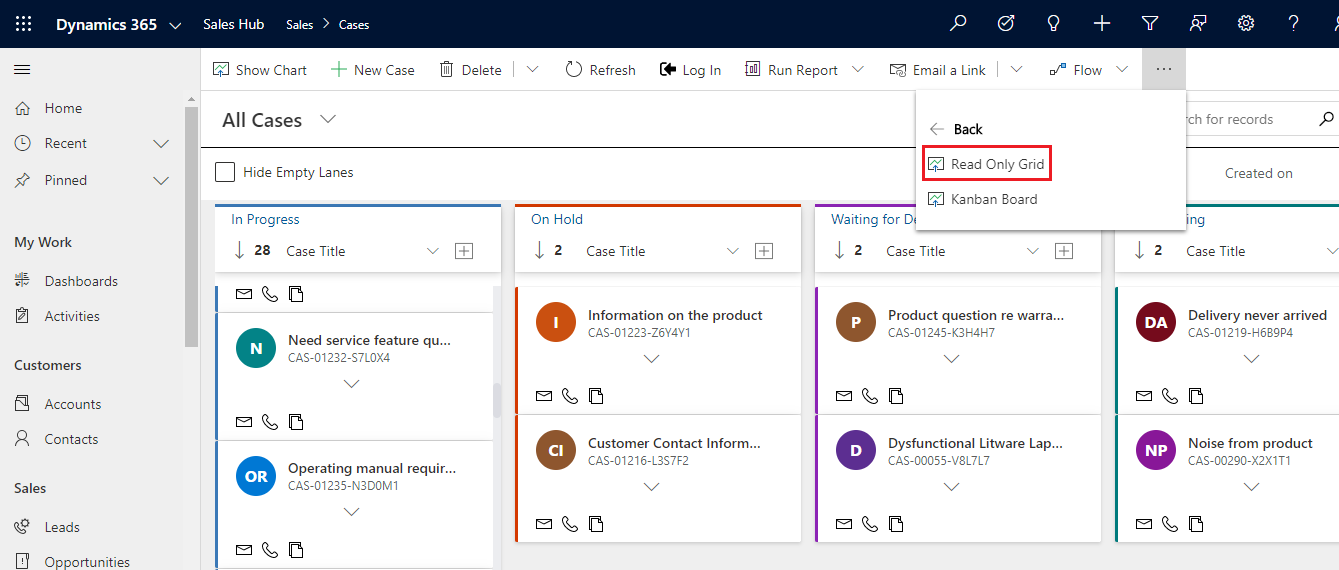 Dynamics 365 Sales Hub Sales > Cases
Show Chart New Case Delete Refresh Log In Run Report Email a Link Flow ...
Home
Recent
Pinned
My Work
Dashboards
Activities
Customers
Accounts
Contacts
Sales
Leads
Opportunities
All Cases
for records
Back
Read Only Grid
Kanban Board
Hide Empty Lanes
Created on
In Progress
28 Case Title
N
Need service feature qu...
CAS-01232-S7L0X4
OR
Operating manual requir...
CAS-01235-N3D0M1
On Hold
2 Case Title
I
Information on the product
CAS-01223-Z6Y4Y1
CI
Customer Contact Inform...
CAS-01216-L3S7F2
Waiting for
2 Case Title
P
Product question re warra...
CAS-01245-K3H4H7
D
Dysfunctional Litware Lap...
CAS-00055-V8L7L7
2 Case Title
DA
Delivery never arrived
CAS-01219-H6B9P4
NP
Noise from product
CAS-00290-X2X1T1